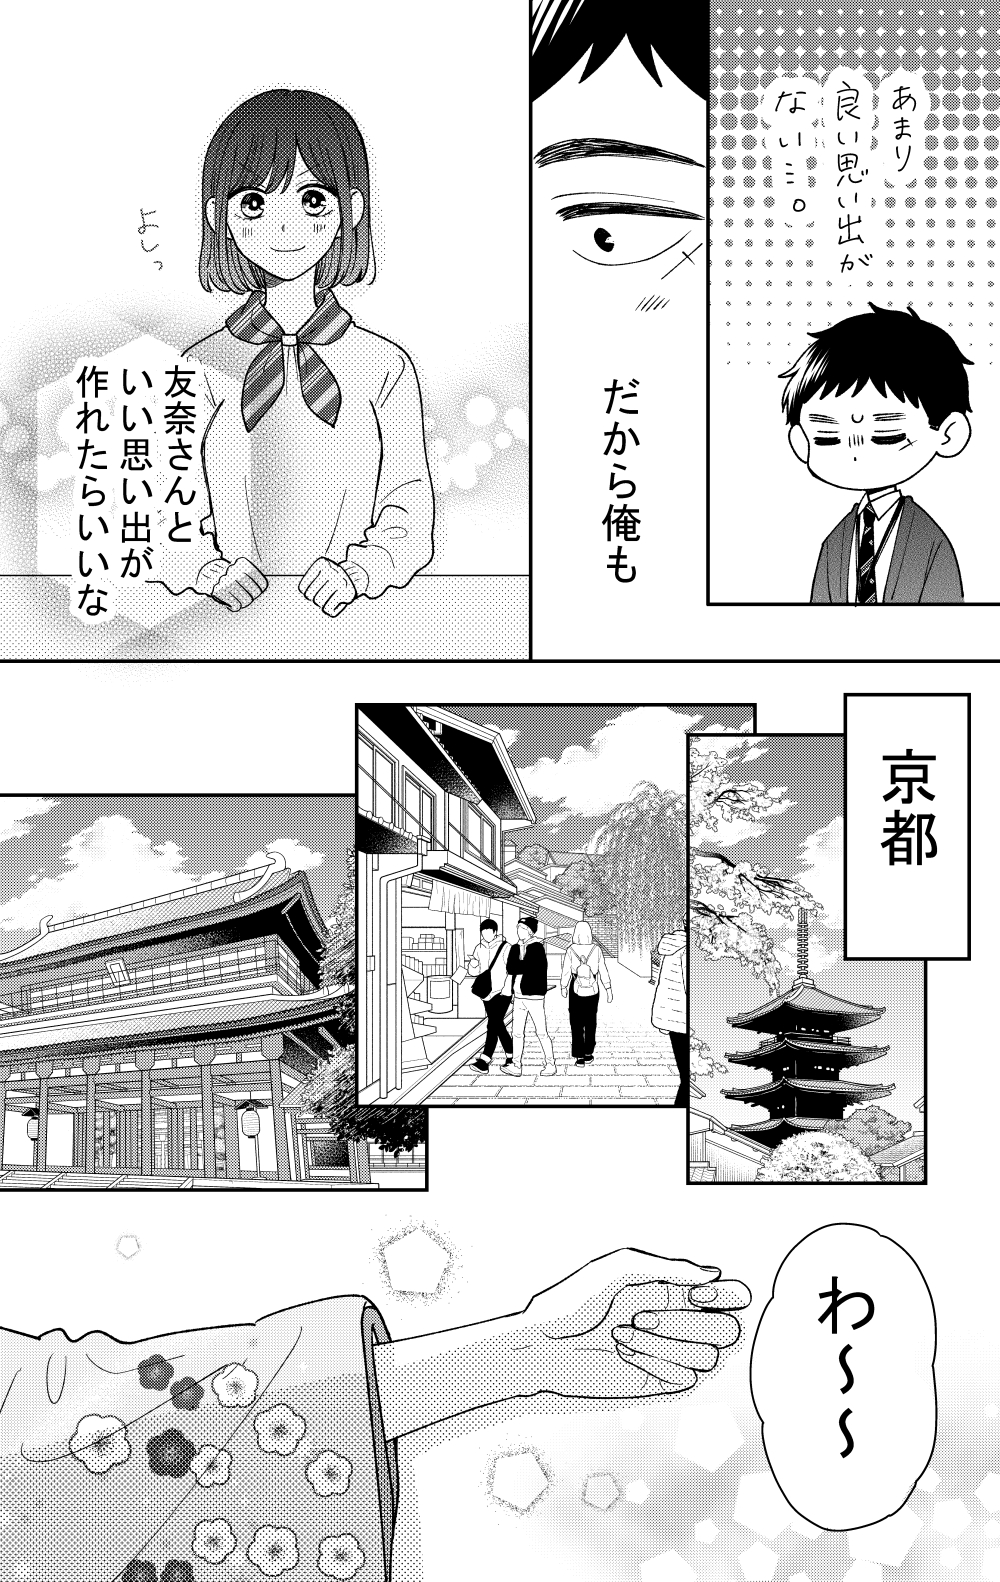 あまり
良い思い出が
ない…。
だから俺も
よしっ
友奈さんと
いい思い出が
作れたらいいな
京都
わ〜〜